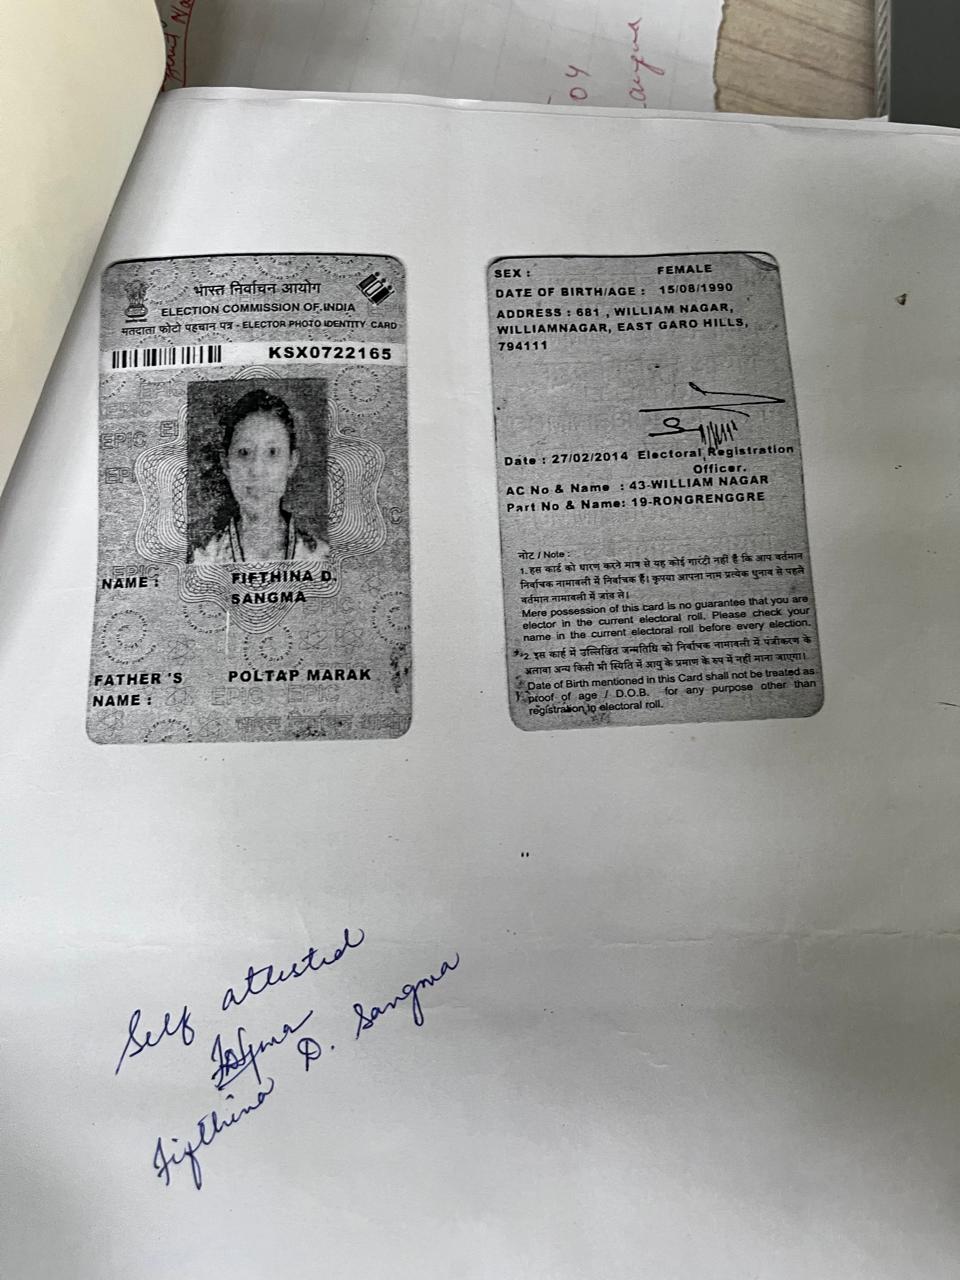 04
भारत निर्वाचन आयोग
ELECTION COMMISSION OF INDIA
मतदाता फोटो पहचान पत्र - ELECTOR PHOTO IDENTITY CARD
KSX0722165
NAME : FIFTHINA D.
SANGMA
FATHER'S
NAME : POLTAP MARAK
SEX : FEMALE
DATE OF BIRTH/AGE : 15/08/1990
ADDRESS : 681 , WILLIAM NAGAR,
WILLIAMNAGAR, EAST GARO HILLS,
794111
Date : 27/02/2014 Electoral Registration
Officer.
AC No & Name : 43-WILLIAM NAGAR
Part No & Name: 19-RONGRENGGRE
नोट / Note :
1. हस कार्ड को धारण करने मात्र से यह कोई गारंटी नहीं है कि आप वर्तमान
निर्वाचक नामावली में निर्वाचक हैं। कृपया आपना नाम प्रत्येक चुनाव से पहले
वर्तमान नामावली में जांच लें।
Mere possession of this card is no guarantee that you are
elector in the current electoral roll. Please check your
name in the current electoral roll before every election.
2. इस कार्ड में उल्लिखित जन्मतिथि को निर्वाचक नामावली में पंजीकरण के
अलावा अन्य किसी भी स्थिति में आयु के प्रमाण के रुप में नहीं माना जाएगा।
Date of Birth mentioned in this Card shall not be treated as
proof of age / D.O.B. for any purpose other than
registration in electoral roll.
Self attested
Fifthina D. Sangma